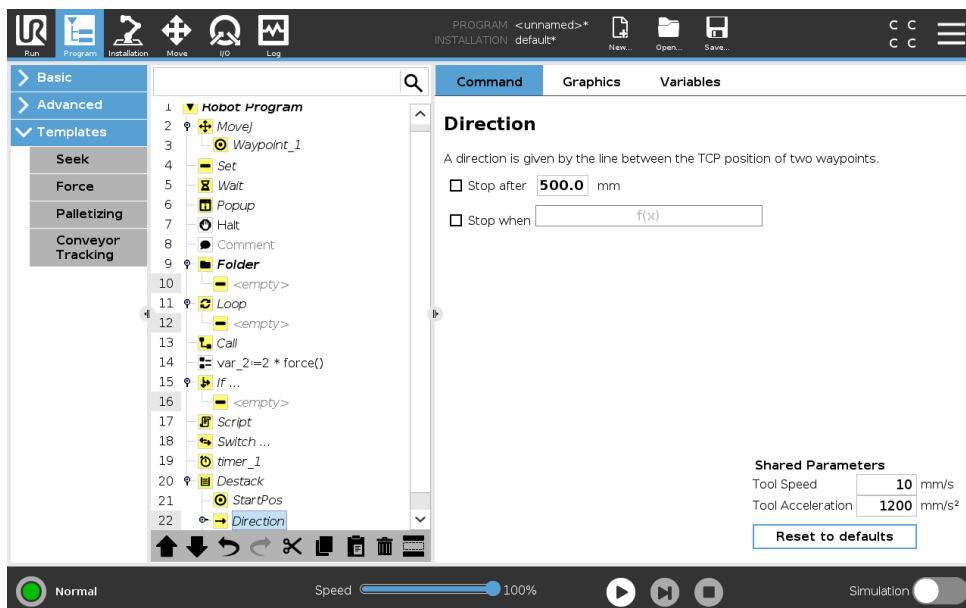 UR
PROGRAM <unnamed>*
INSTALLATION default*
Run Program Installation Move I/O Log New... Open... Save...
C C
C C
Basic
Advanced
Templates
Seek
Force
Palletizing
Conveyor
Tracking
1 Robot Program
2 MoveJ
3 Waypoint_1
4 Set
5 Wait
6 Popup
7 Halt
8 Comment
9 Folder
10 <empty>
11 Loop
12 <empty>
13 Call
14 var_2:=2 * force()
15 If ...
16 <empty>
17 Script
18 Switch ...
19 timer_1
20 Destack
21 StartPos
22 Direction
Command Graphics Variables
Direction
A direction is given by the line between the TCP position of two waypoints.
Stop after 500.0 mm
Stop when f(x)
Shared Parameters
Tool Speed 10 mm/s
Tool Acceleration 1200 mm/s²
Reset to defaults
Normal
Speed 100%
Simulation